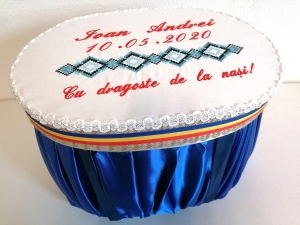 Ioan Andrei
10.05.2020
Cu dragoste de la nași!